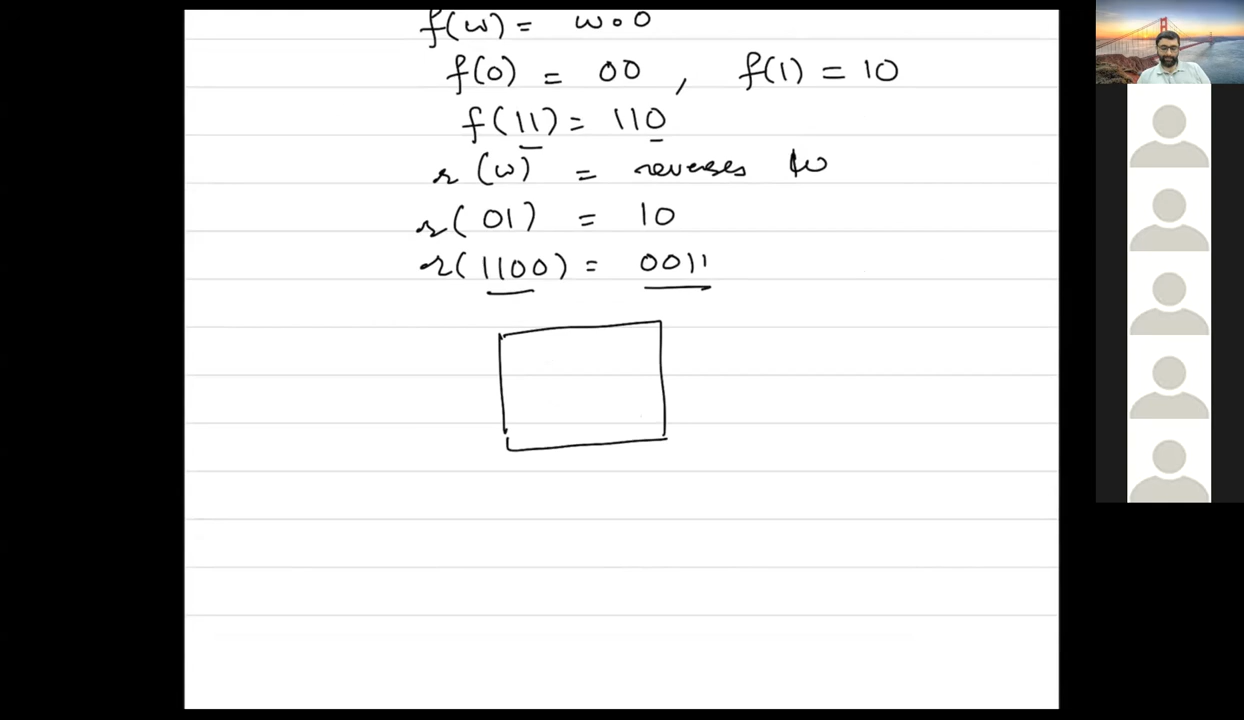 f(w) = w∘0
f(0) = 00 , f(1) = 10
f(11) = 110
r(w) = reverses w
r(01) = 10
r(1100) = 0011